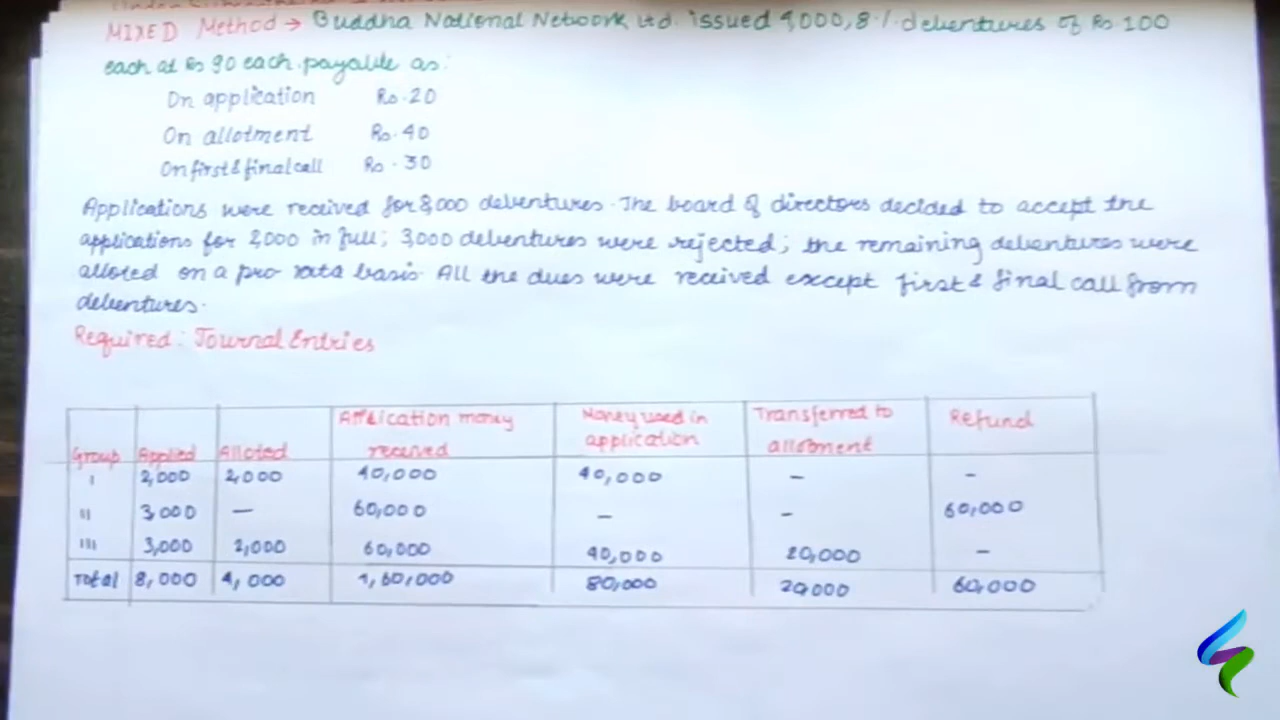 MIXED Method → Buddha National Network Ltd. issued 4,000, 8% debentures of Rs 100
each at Rs 90 each payable as:
On application Rs. 20
On allotment Rs. 40
On first & final call Rs. 30
Applications were received for 8,000 debentures. The board of directors decided to accept the
applications for 2,000 in full; 3,000 debentures were rejected; the remaining debentures were
alloted on a pro rata basis. All the dues were received except first & final call from
debentures.
Required: Journal Entries
Group Applied Alloted Application money received Money used in application Transferred to allotment Refund
I 2,000 2,000 40,000 40,000 – –
II 3,000 — 60,000 – – 60,000
III 3,000 2,000 60,000 40,000 20,000 –
Total 8,000 4,000 1,60,000 80,000 20,000 60,000